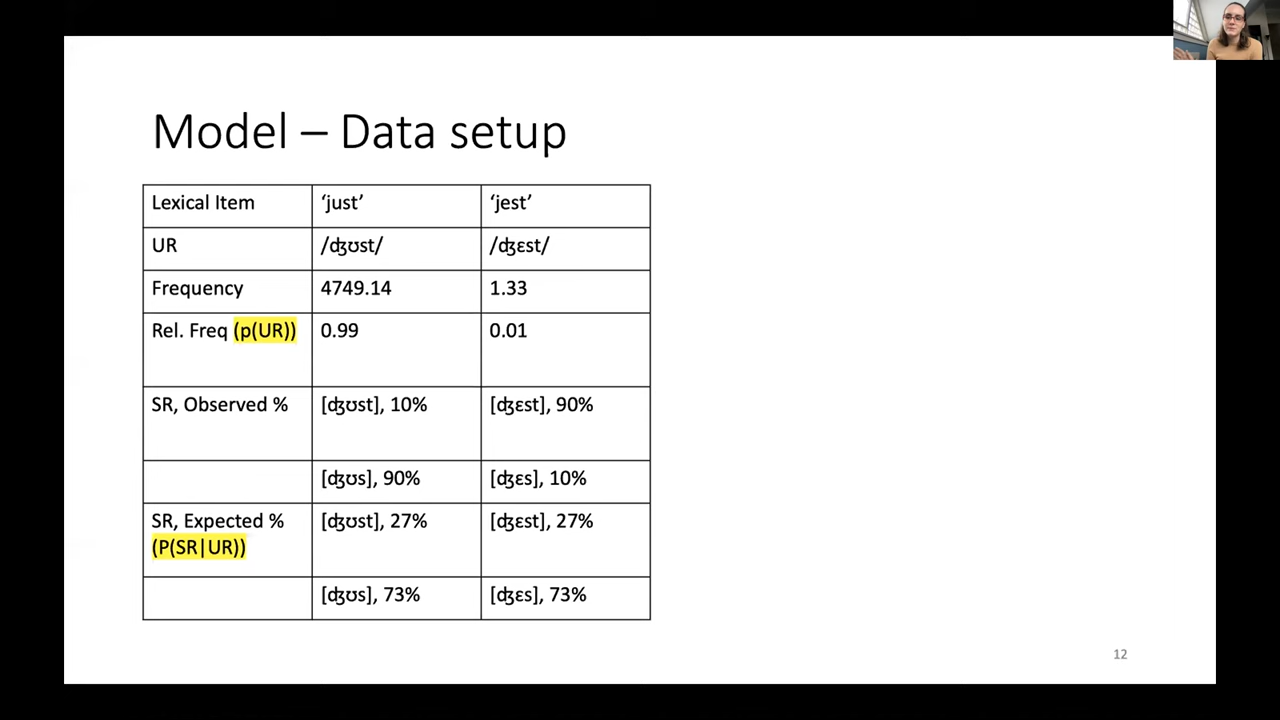 Model – Data setup
Lexical Item ‘just’ ‘jest’
UR /ʤʊst/ /ʤɛst/
Frequency 4749.14 1.33
Rel. Freq (p(UR)) 0.99 0.01
SR, Observed % [ʤʊst], 10% [ʤɛst], 90%
[ʤʊs], 90% [ʤɛs], 10%
SR, Expected % [ʤʊst], 27% [ʤɛst], 27%
(P(SR|UR))
[ʤʊs], 73% [ʤɛs], 73%
12